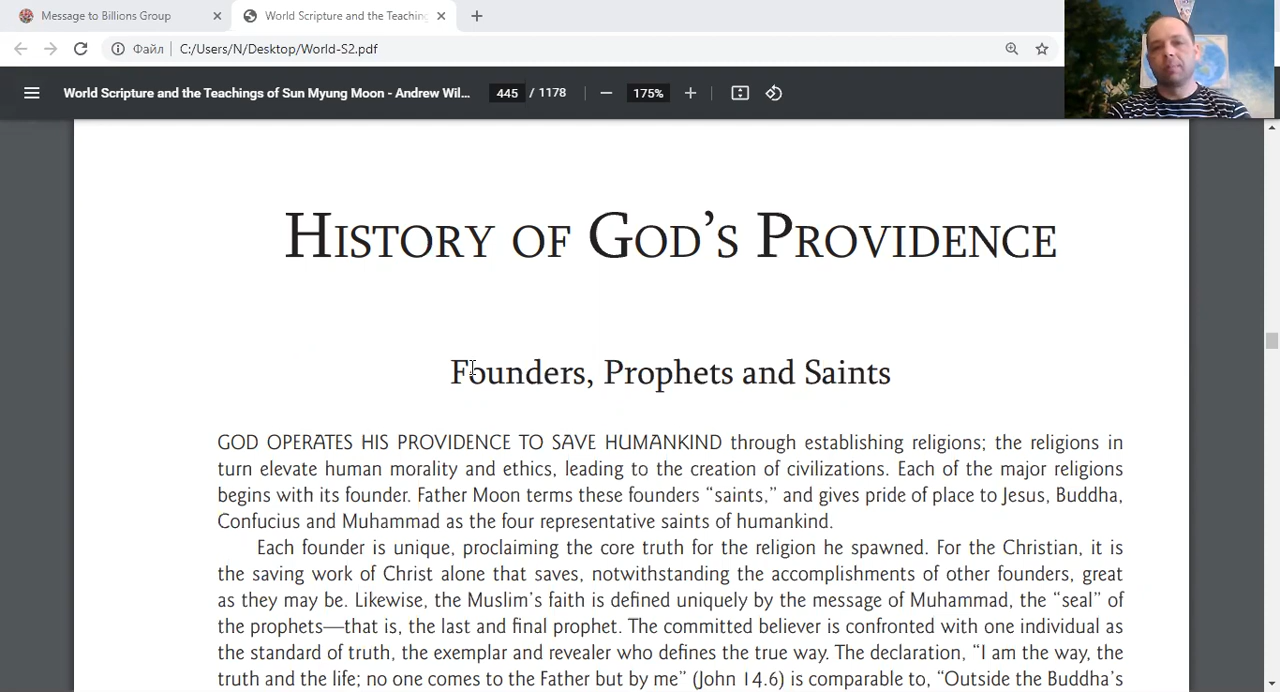 Message to Billions Group
World Scripture and the Teachin
Файл
C:/Users/N/Desktop/World-S2.pdf
World Scripture and the Teachings of Sun Myung Moon - Andrew Wil...
445 / 1178
175%
HISTORY OF GOD'S PROVIDENCE
Founders, Prophets and Saints
GOD OPERATES HIS PROVIDENCE TO SAVE HUMANKIND through establishing religions; the religions in
turn elevate human morality and ethics, leading to the creation of civilizations. Each of the major religions
begins with its founder. Father Moon terms these founders “saints,” and gives pride of place to Jesus, Buddha,
Confucius and Muhammad as the four representative saints of humankind.
Each founder is unique, proclaiming the core truth for the religion he spawned. For the Christian, it is
the saving work of Christ alone that saves, notwithstanding the accomplishments of other founders, great
as they may be. Likewise, the Muslim’s faith is defined uniquely by the message of Muhammad, the “seal” of
the prophets—that is, the last and final prophet. The committed believer is confronted with one individual as
the standard of truth, the exemplar and revealer who defines the true way. The declaration, “I am the way, the
truth and the life; no one comes to the Father but by me” (John 14.6) is comparable to, “Outside the Buddha’s